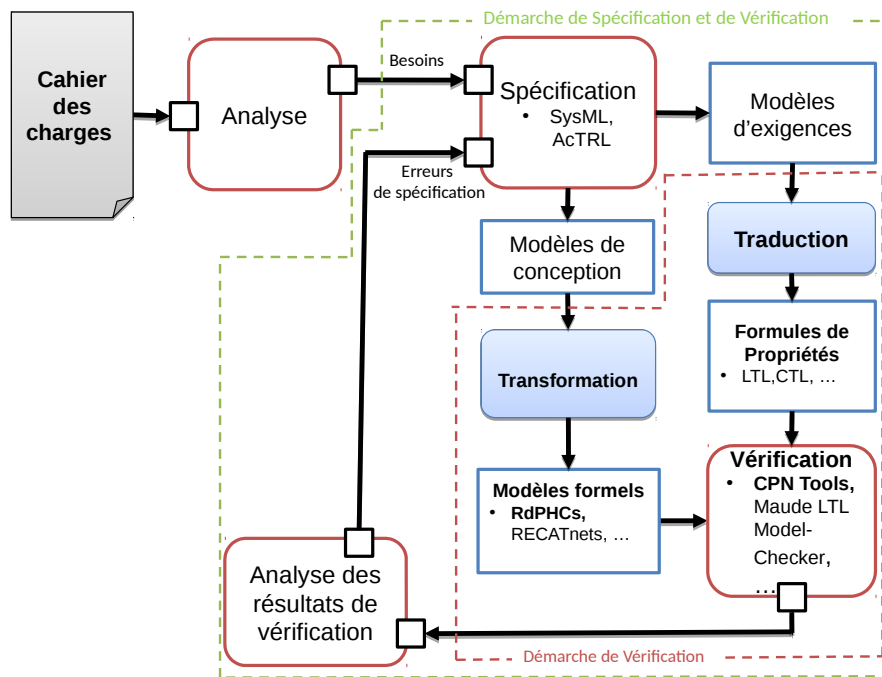 Démarche de Spécification et de Vérification
Cahier
des
charges
Analyse
Besoins
Erreurs
de spécification
Spécification
• SysML,
AcTRL
Modèles
d'exigences
Modèles de
conception
Traduction
Transformation
Formules de
Propriétés
• LTL,CTL, …
Modèles formels
• RdPHCs,
RECATnets, …
Vérification
• CPN Tools,
Maude LTL
Model-
Checker,
…
Analyse des
résultats de
vérification
Démarche de Vérification